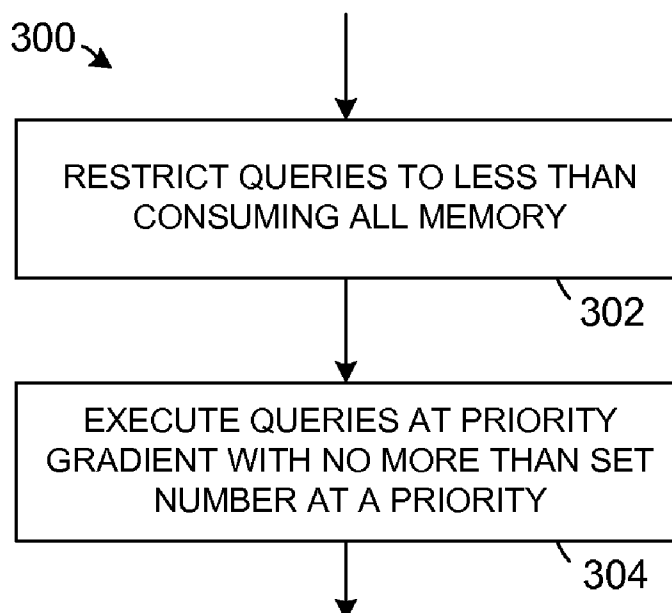 300
RESTRICT QUERIES TO LESS THAN
CONSUMING ALL MEMORY
302
EXECUTE QUERIES AT PRIORITY
GRADIENT WITH NO MORE THAN SET
NUMBER AT A PRIORITY
304